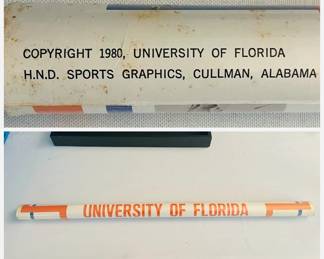 COPYRIGHT 1980, UNIVERSITY OF FLORIDA
H.N.D. SPORTS GRAPHICS, CULLMAN, ALABAMA
UNIVERSITY OF FLORIDA